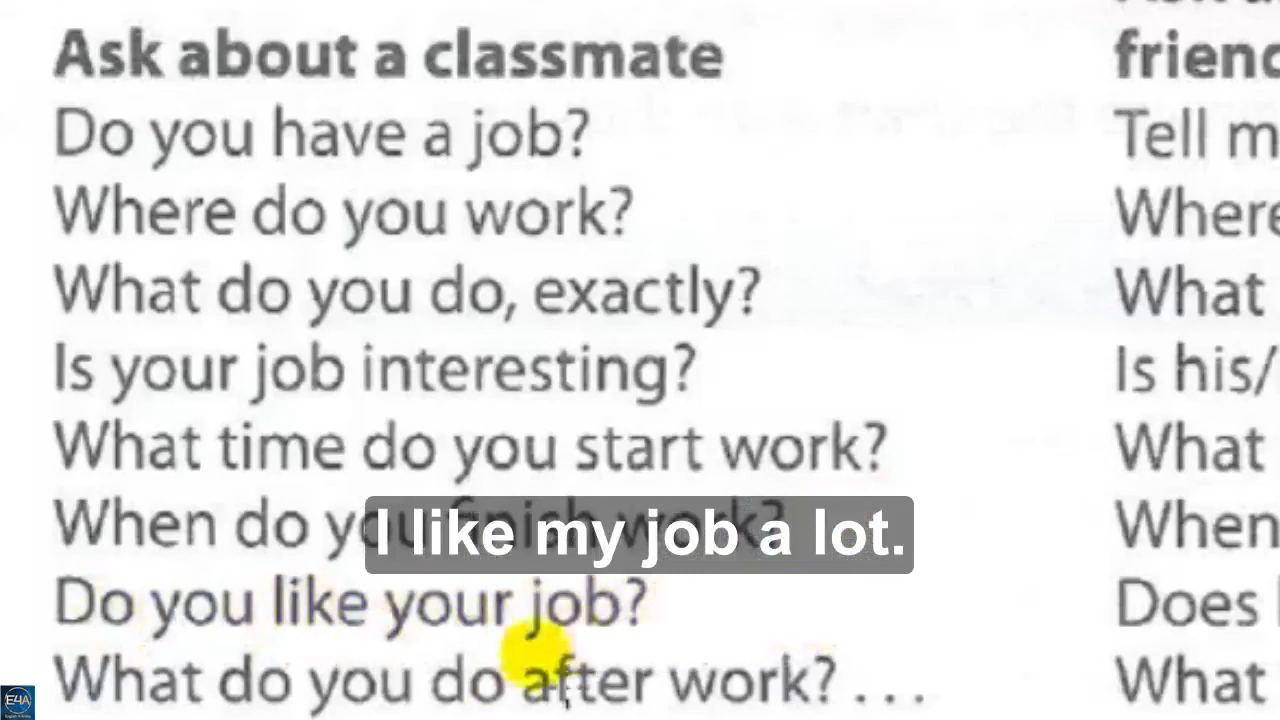 Ask about a classmate
Do you have a job?
Where do you work?
What do you do, exactly?
Is your job interesting?
What time do you start work?
When do you finish work?
I like my job a lot.
Do you like your job?
What do you do after work? . . .
Tell
Where
What
Is his/
What
When
Does
What
E4A